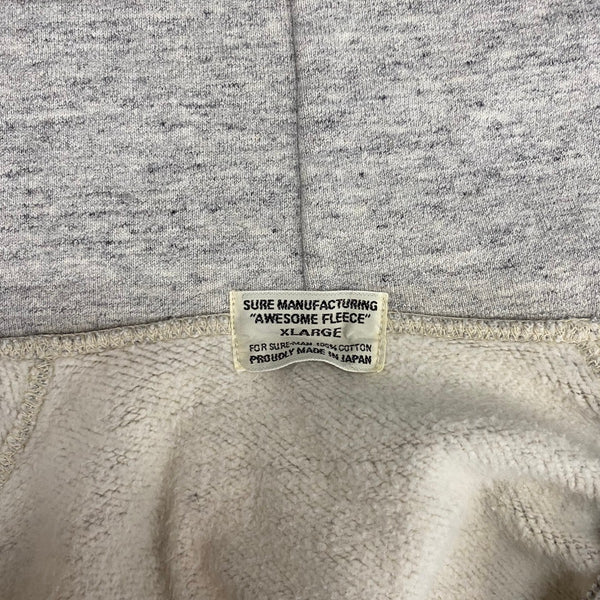 SURE MANUFACTURING
"AWESOME FLEECE"
XLARGE
FOR SURE-MAN 100% COTTON
PROUDLY MADE IN JAPAN